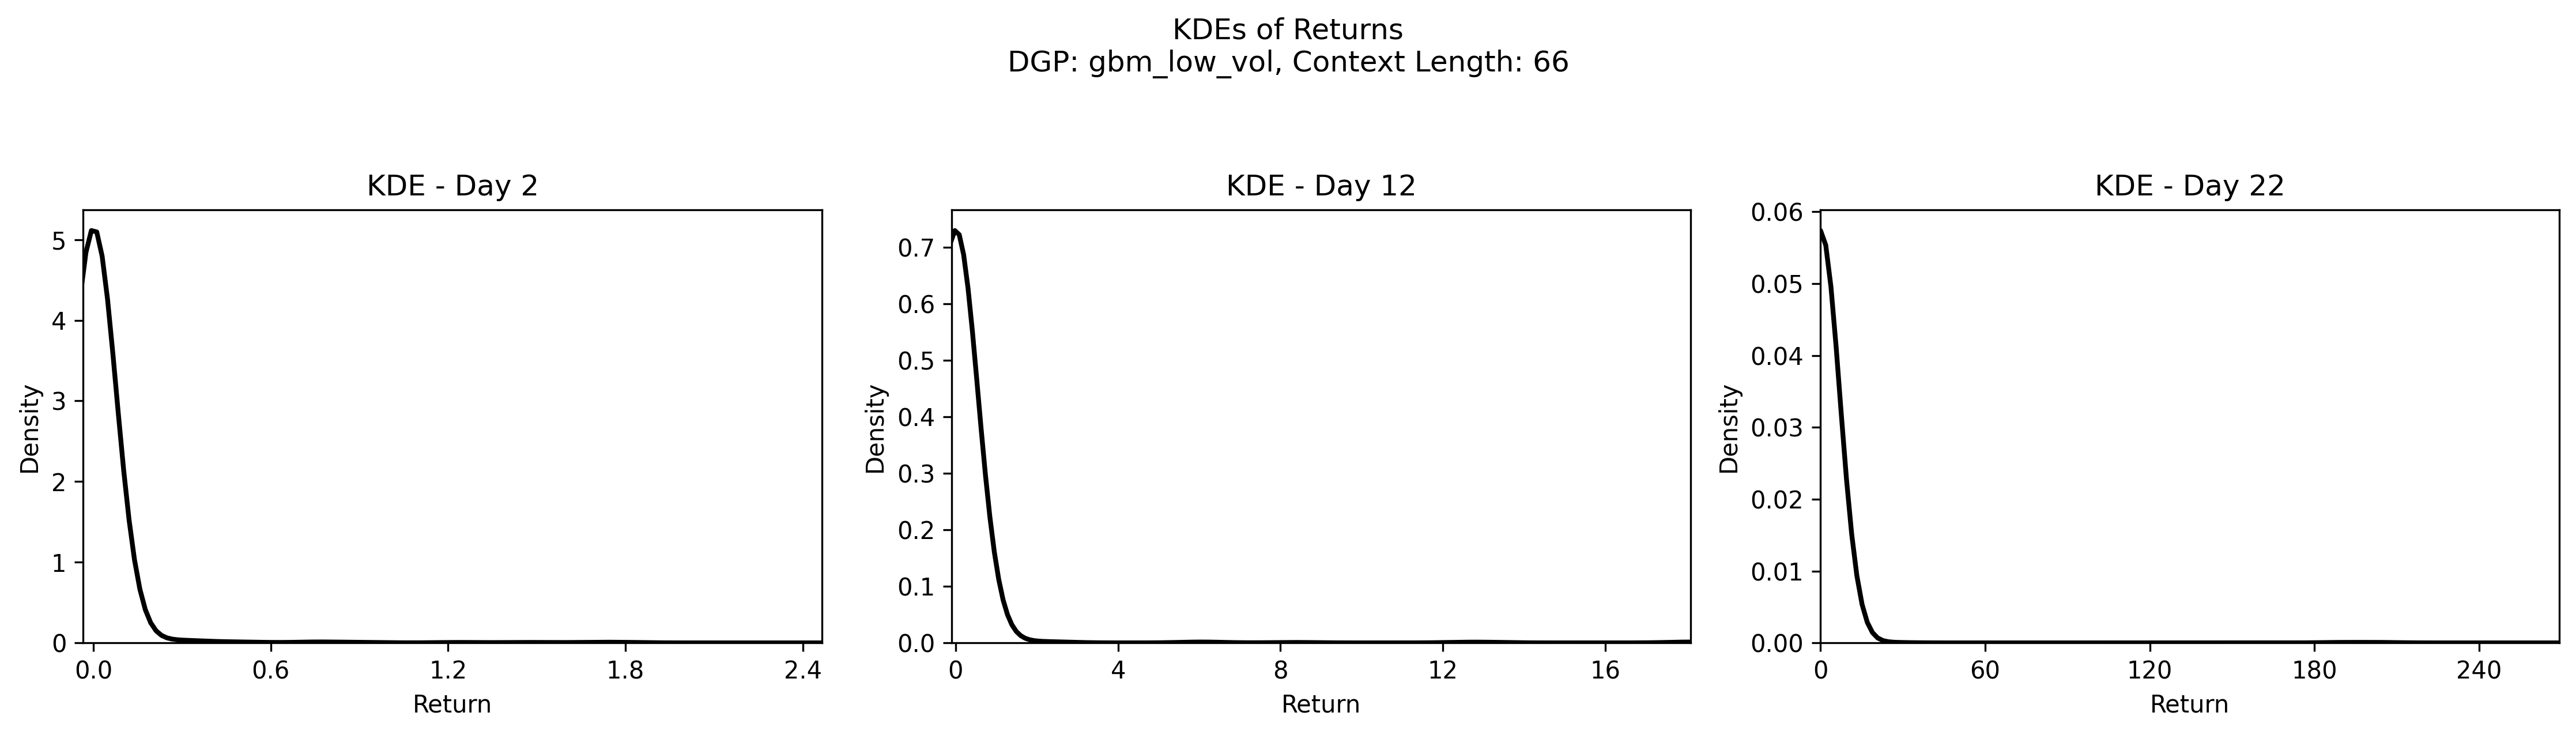 KDEs of Returns
DGP: gbm_low_vol, Context Length: 66
KDE - Day 2
Density
5
4
3
2
1
0
0.0 0.6 1.2 1.8 2.4
Return
KDE - Day 12
Density
0.7
0.6
0.5
0.4
0.3
0.2
0.1
0.0
0 4 8 12 16
Return
KDE - Day 22
Density
0.06
0.05
0.04
0.03
0.02
0.01
0.00
0 60 120 180 240
Return